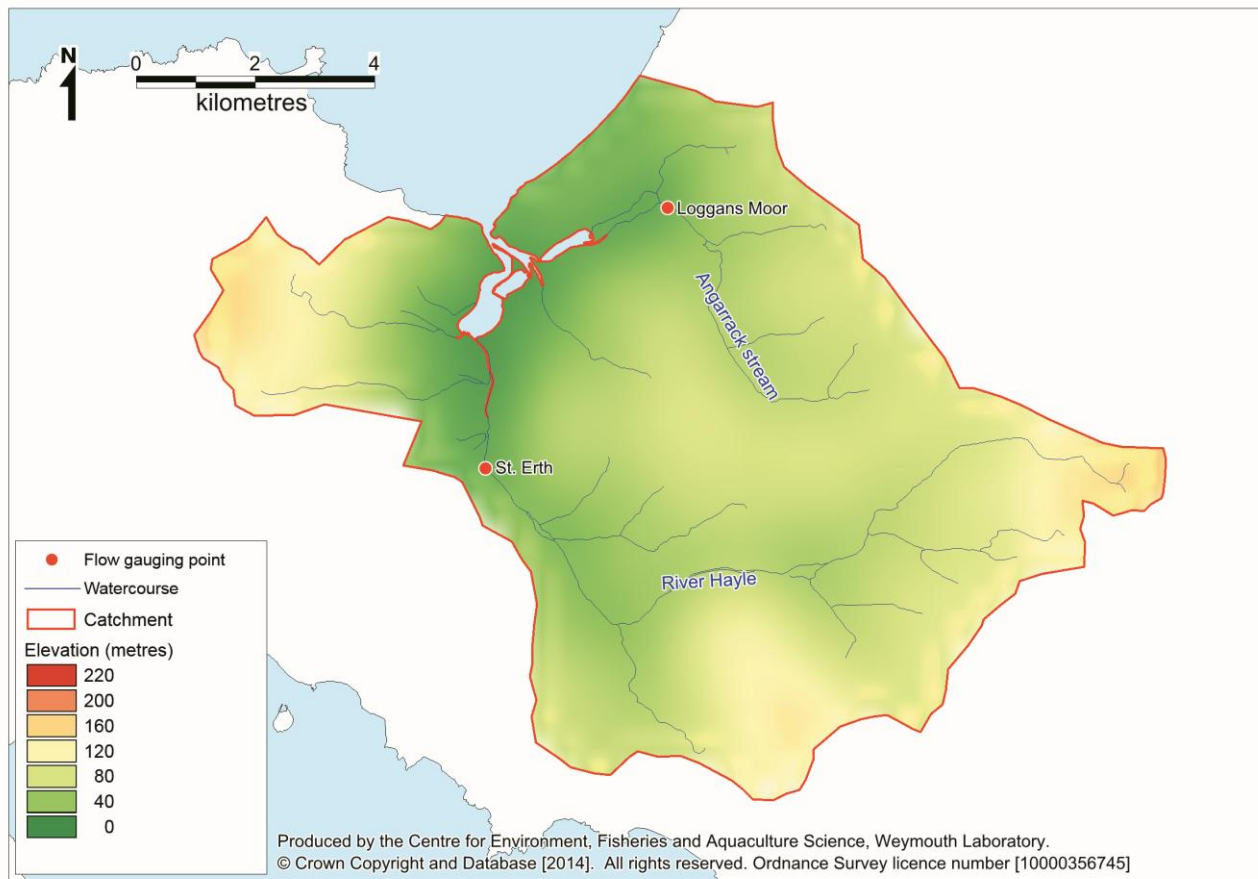 N
0 2 4
kilometres
Loggans Moor
Angarrack stream
St. Erth
River Hayle
Flow gauging point
Watercourse
Catchment
Elevation (metres)
220
200
160
120
80
40
0
Produced by the Centre for Environment, Fisheries and Aquaculture Science, Weymouth Laboratory.
© Crown Copyright and Database [2014]. All rights reserved. Ordnance Survey licence number [10000356745]